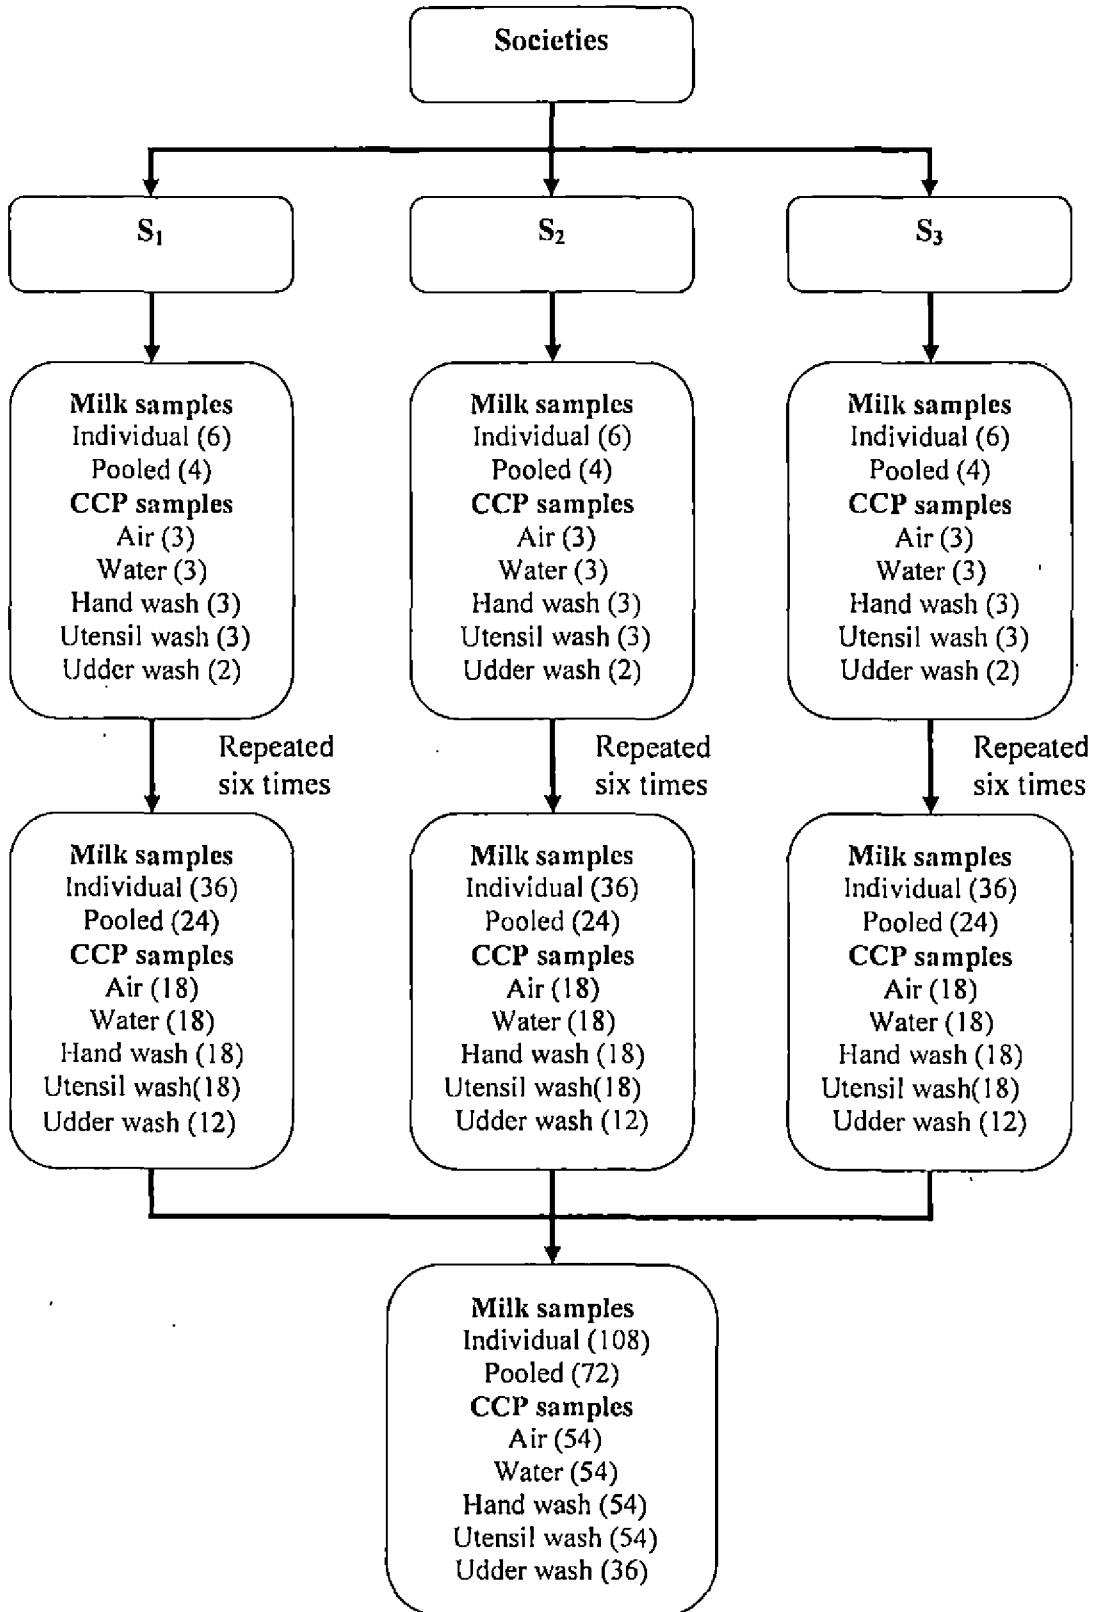 Societies
S₁
S₂
S₃
Milk samples
Individual (6)
Pooled (4)
CCP samples
Air (3)
Water (3)
Hand wash (3)
Utensil wash (3)
Udder wash (2)
Milk samples
Individual (6)
Pooled (4)
CCP samples
Air (3)
Water (3)
Hand wash (3)
Utensil wash (3)
Udder wash (2)
Milk samples
Individual (6)
Pooled (4)
CCP samples
Air (3)
Water (3)
Hand wash (3)
Utensil wash (3)
Udder wash (2)
Repeated
six times
Repeated
six times
Repeated
six times
Milk samples
Individual (36)
Pooled (24)
CCP samples
Air (18)
Water (18)
Hand wash (18)
Utensil wash(18)
Udder wash (12)
Milk samples
Individual (36)
Pooled (24)
CCP samples
Air (18)
Water (18)
Hand wash (18)
Utensil wash(18)
Udder wash (12)
Milk samples
Individual (36)
Pooled (24)
CCP samples
Air (18)
Water (18)
Hand wash (18)
Utensil wash(18)
Udder wash (12)
Milk samples
Individual (108)
Pooled (72)
CCP samples
Air (54)
Water (54)
Hand wash (54)
Utensil wash (54)
Udder wash (36)